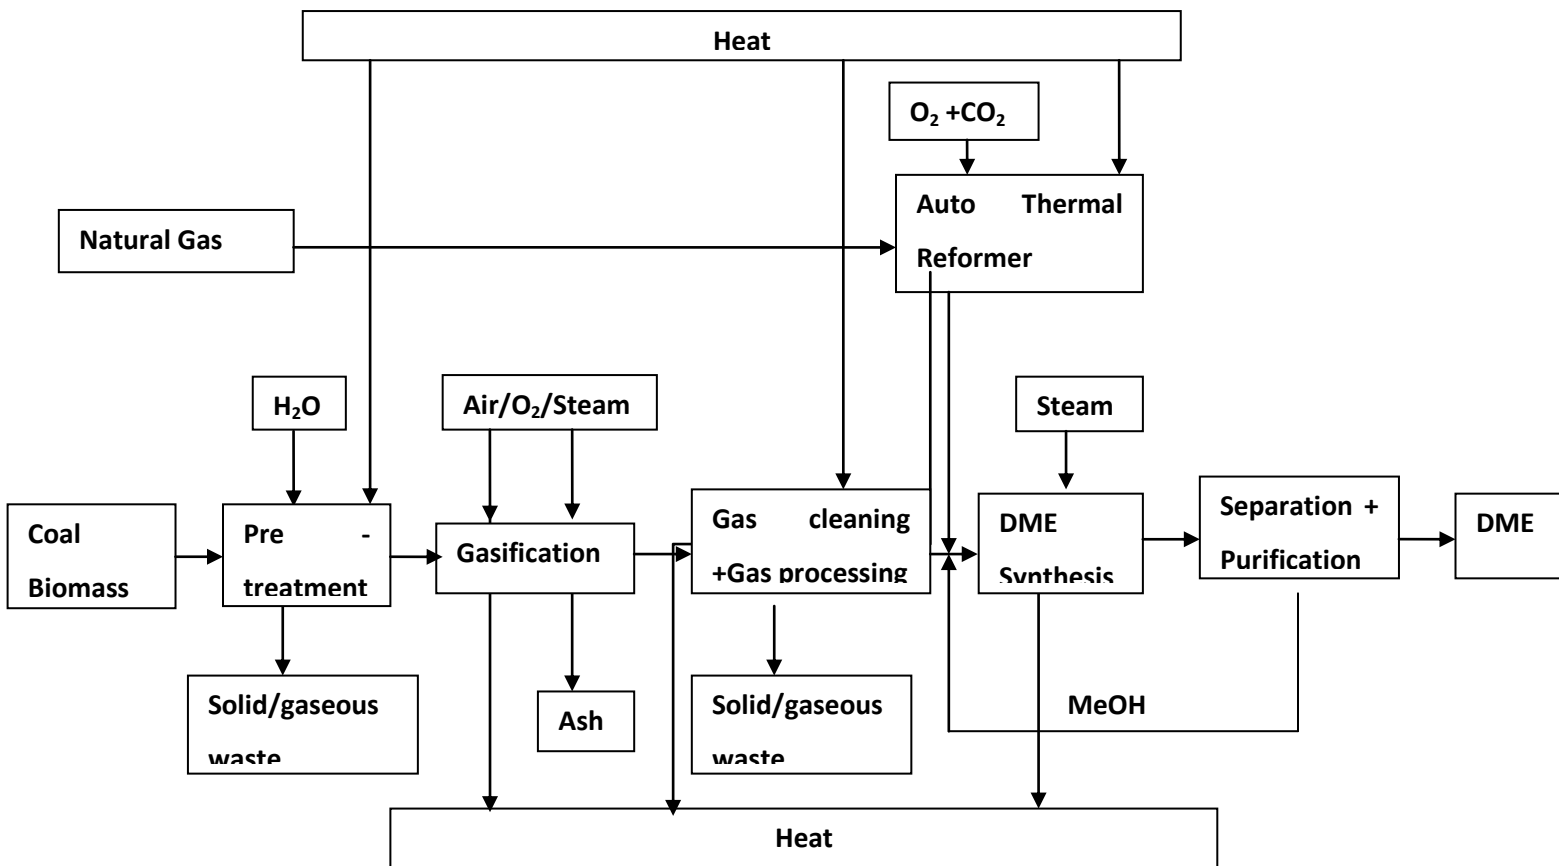 Heat
O₂ +CO₂
Auto Thermal
Reformer
Natural Gas
H₂O
Air/O₂/Steam
Steam
Coal
Biomass
Pre -
treatment
Gasification
Gas cleaning
+Gas processing
DME
Synthesis
Separation +
Purification
DME
Solid/gaseous
waste
Ash
Solid/gaseous
waste
MeOH
Heat